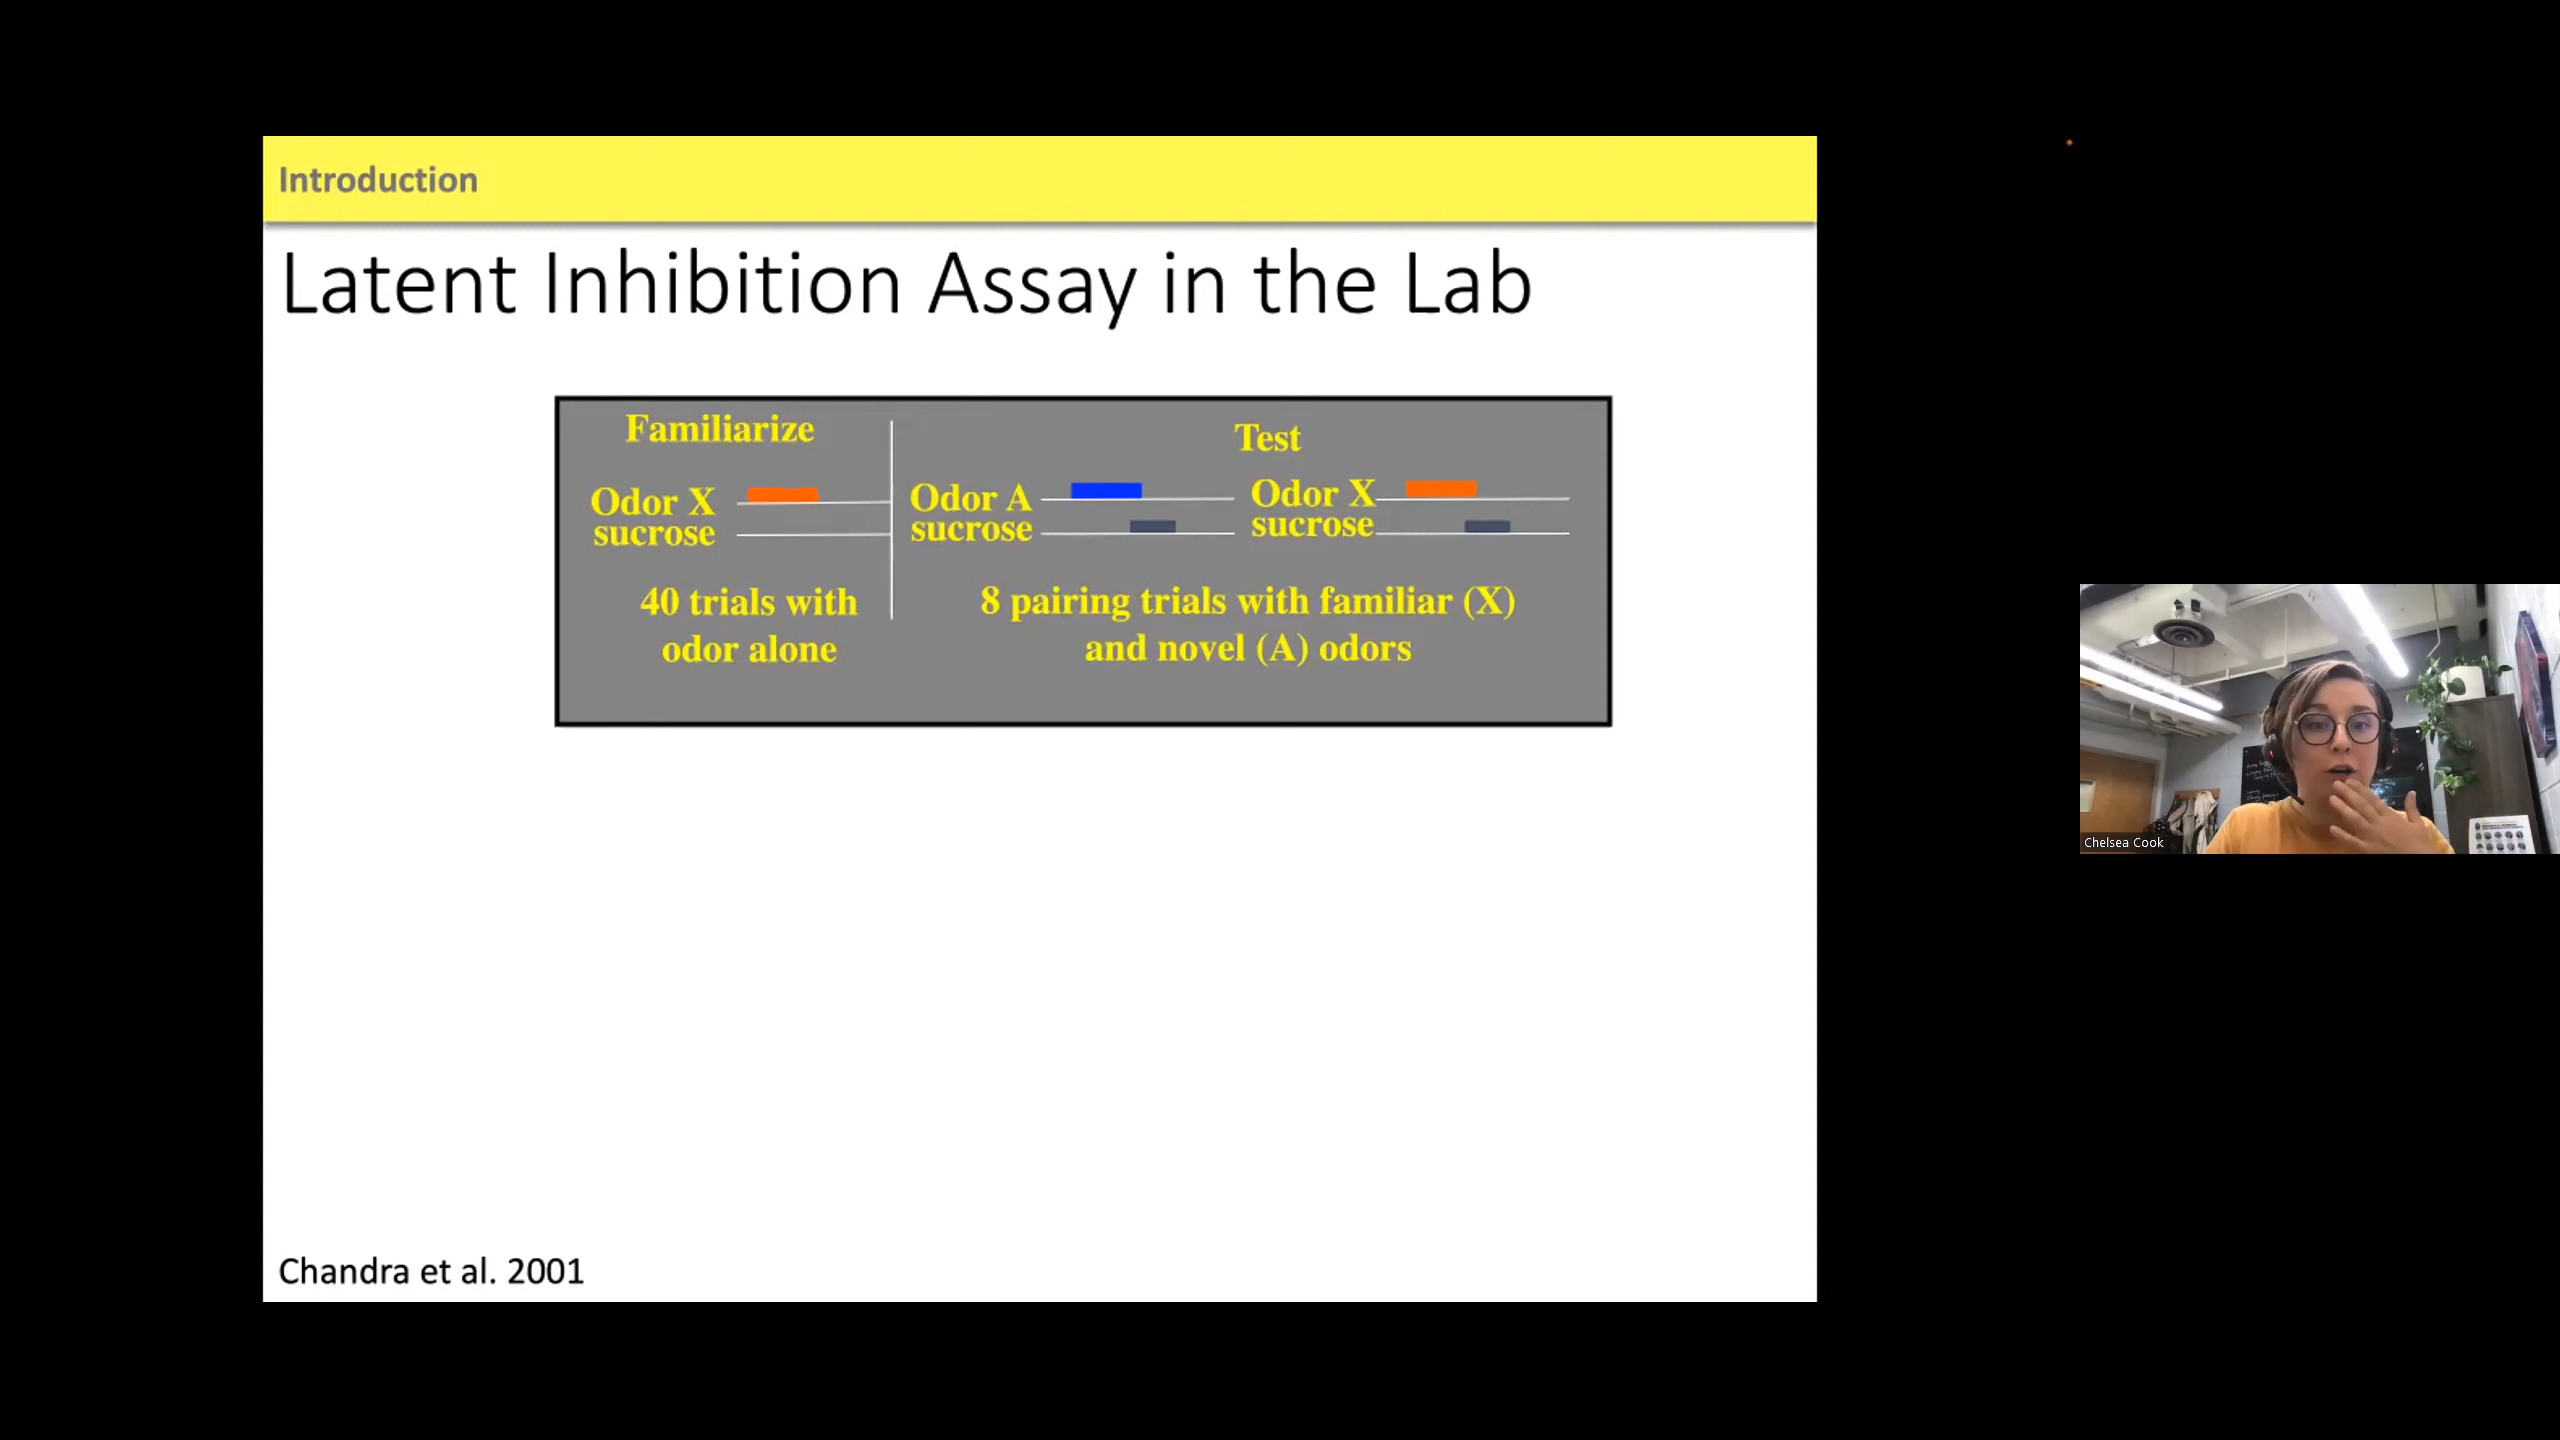 Introduction
Latent Inhibition Assay in the Lab
Familiarize
Odor X
sucrose
40 trials with
odor alone
Test
Odor A
sucrose
Odor X
sucrose
8 pairing trials with familiar (X)
and novel (A) odors
Chandra et al. 2001
Chelsea Cook